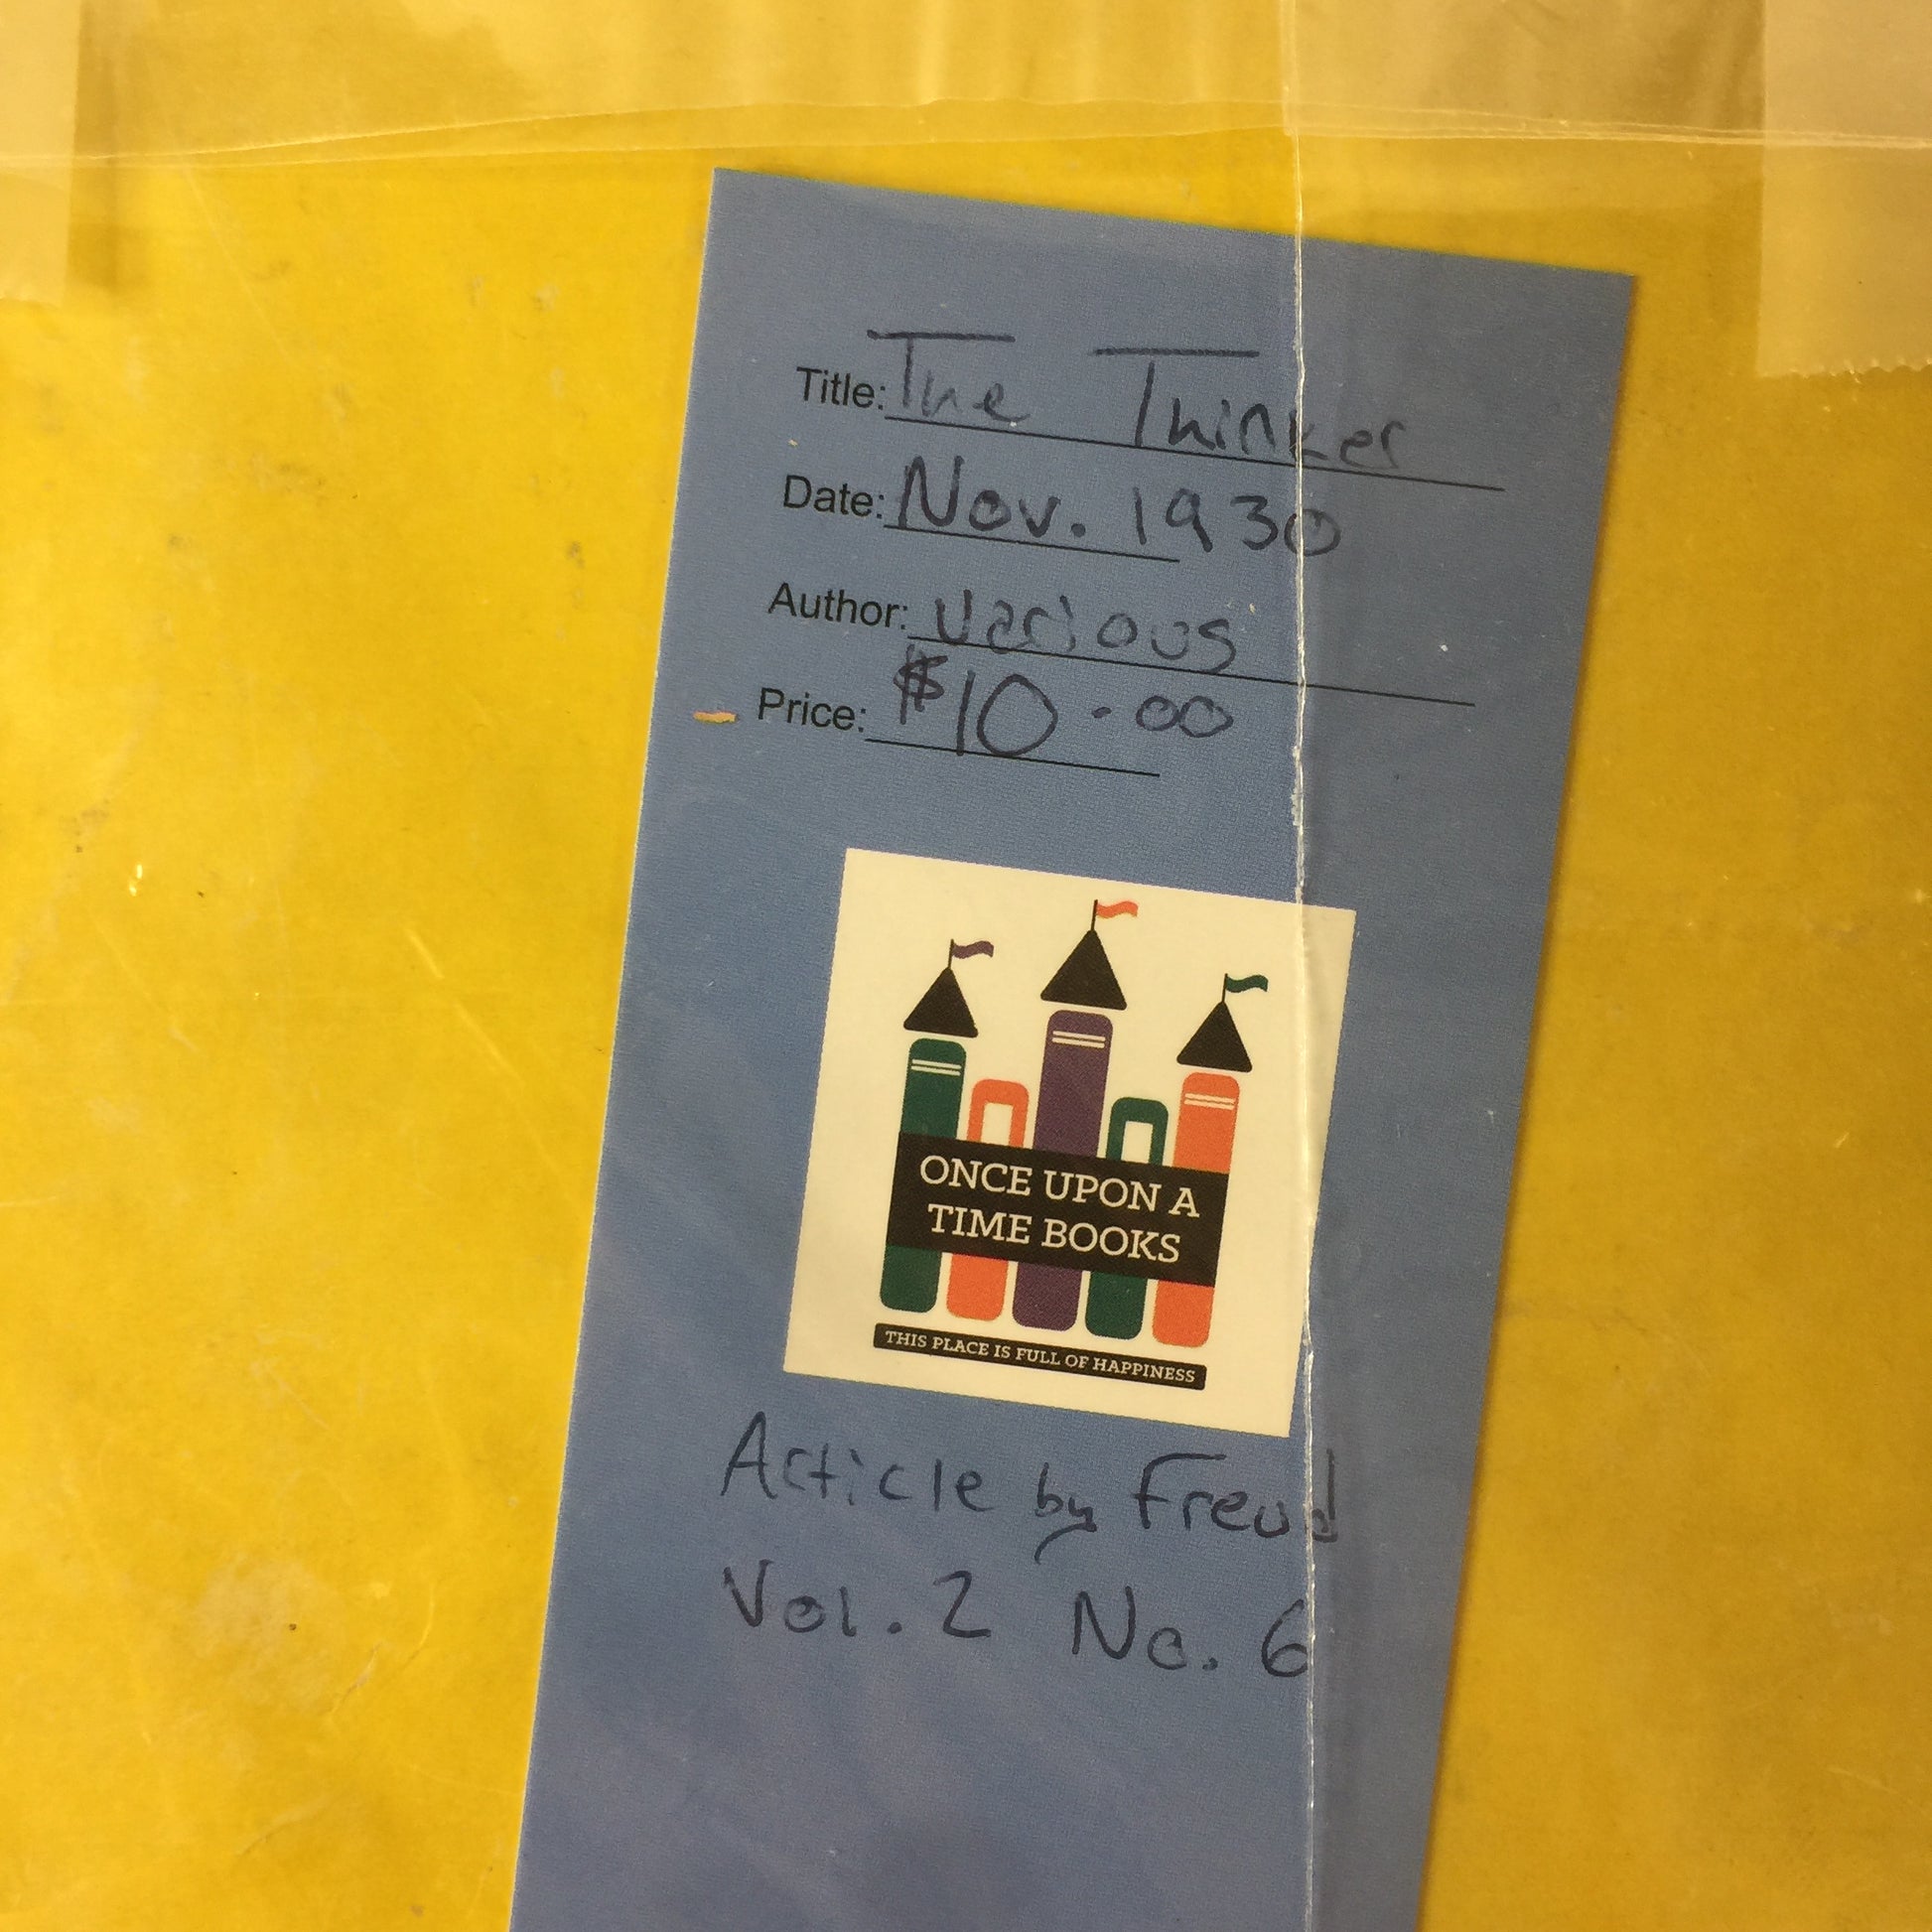 Title: The Thinker
Date: Nov. 1930
Author: Various
Price: $10.00
ONCE UPON A
TIME BOOKS
THIS PLACE IS FULL OF HAPPINESS
Article by Freud
Vol. 2 No. 6